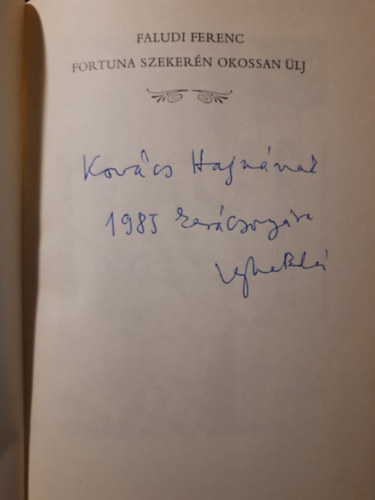 FALUDI FERENC
FORTUNA SZEKERÉN OKOSSAN ÜLJ
Kovács Hajnának
1985 karácsonyára